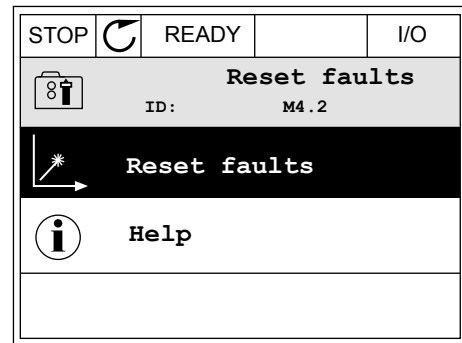 STOP READY I/O
Reset faults
ID: M4.2
Reset faults
Help